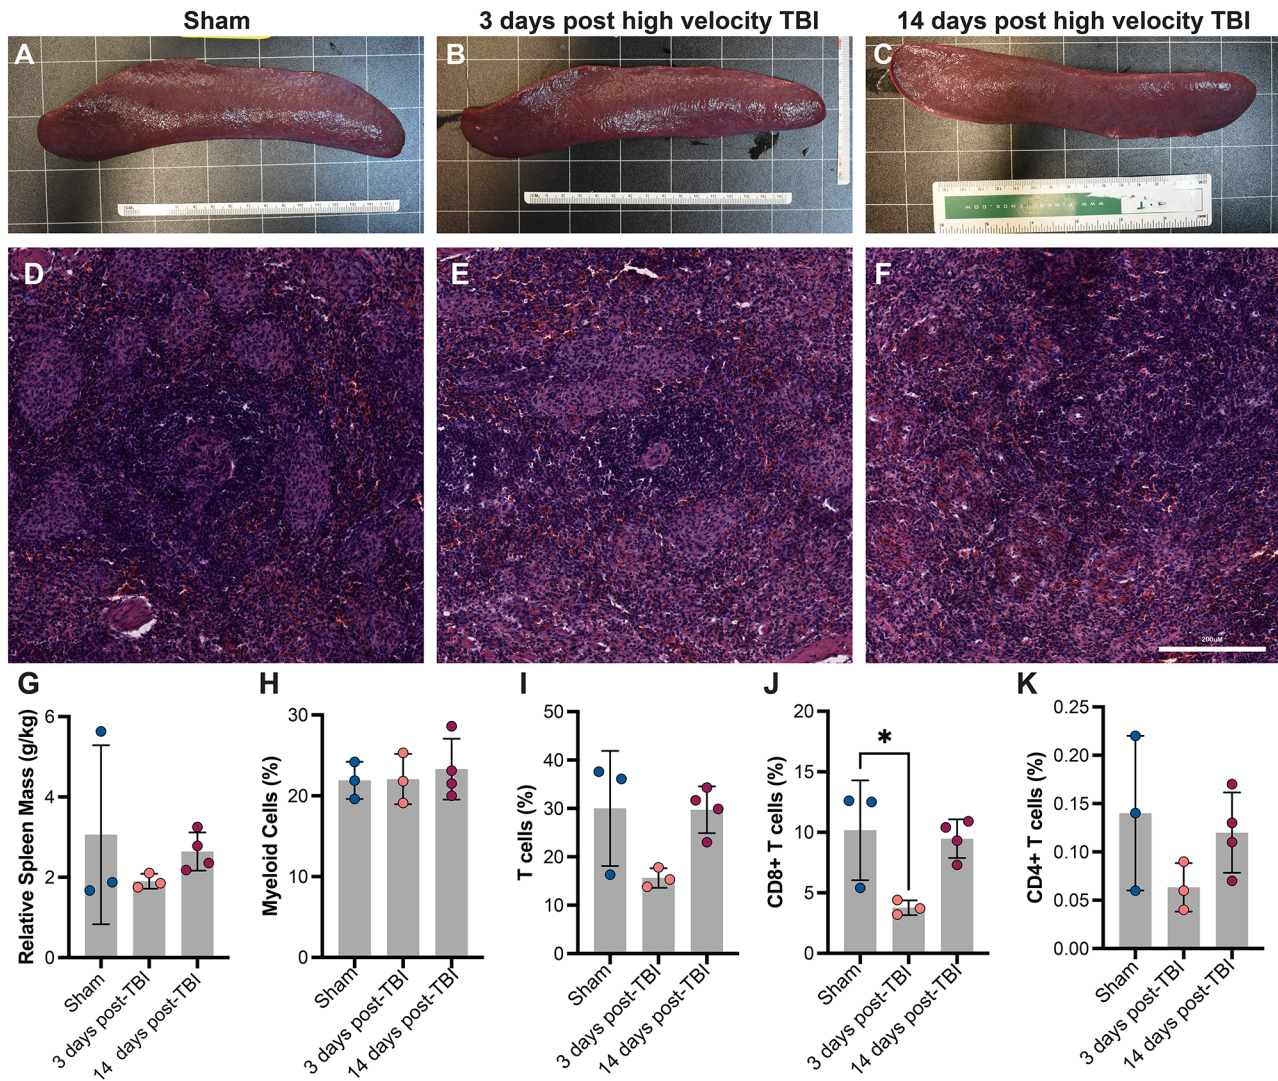 Sham
3 days post high velocity TBI
14 days post high velocity TBI
A
B
C
WWW.FINESCIENCE.COM
D
E
F
200uM
G
H
I
J
K
Relative Spleen Mass (g/kg)
6
4
2
0
Sham
3 days post-TBI
14 days post-TBI
Myeloid Cells (%)
30
20
10
0
Sham
3 days post-TBI
14 days post-TBI
T cells (%)
50
40
30
20
10
0
Sham
3 days post-TBI
14 days post-TBI
CD8+ T cells (%)
20
15
10
5
0
*
Sham
3 days post-TBI
14 days post-TBI
CD4+ T cells (%)
0.25
0.20
0.15
0.10
0.05
0.00
Sham
3 days post-TBI
14 days post-TBI